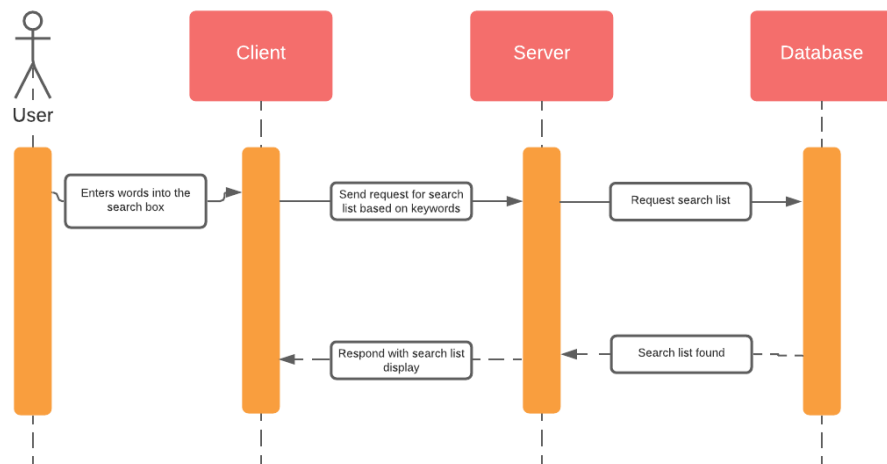 Client
Server
Database
User
Enters words into the
search box
Send request for search
list based on keywords
Request search list
Respond with search list
display
Search list found